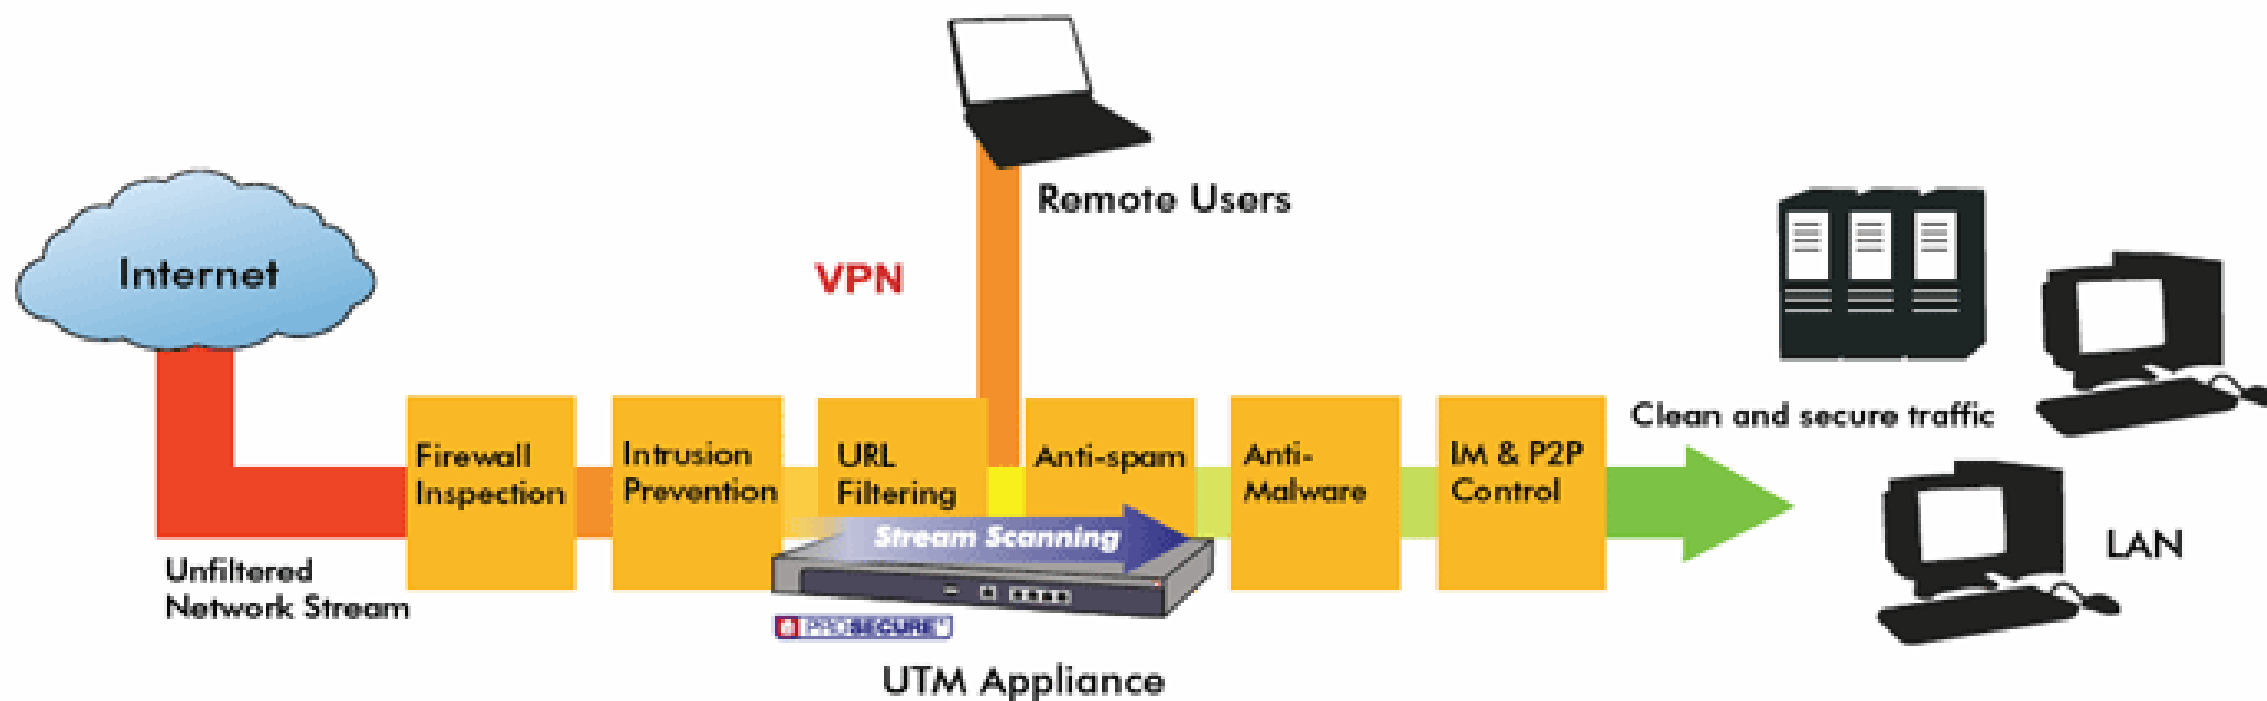 Remote Users
Internet
VPN
Clean and secure traffic
Firewall
Inspection
Intrusion
Prevention
URL
Filtering
Anti-spam
Anti-
Malware
IM & P2P
Control
Stream Scanning
LAN
Unfiltered
Network Stream
PROSECURE
UTM Appliance